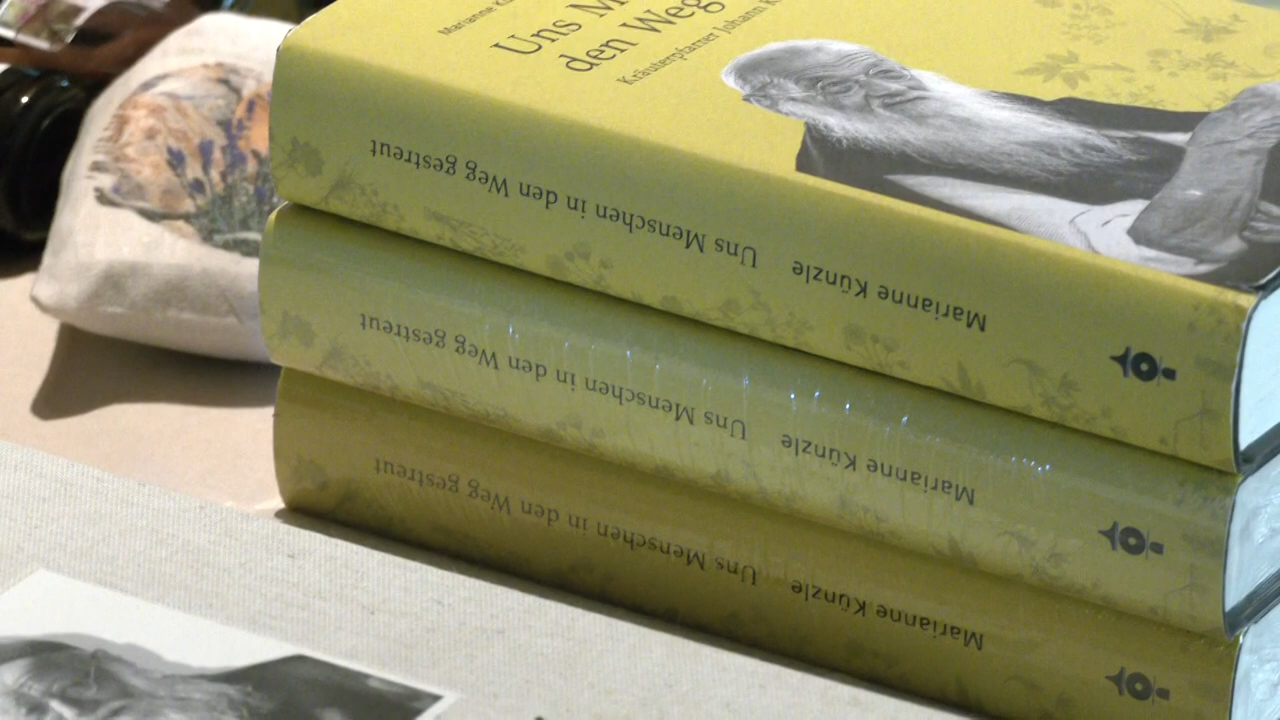 Marianne
Uns
den Weg
Kräuterpfarrer Johann
Marianne Künzle Uns Menschen in den Weg gestreut
Marianne Künzle Uns Menschen in den Weg gestreut
Marianne Künzle Uns Menschen in den Weg gestreut